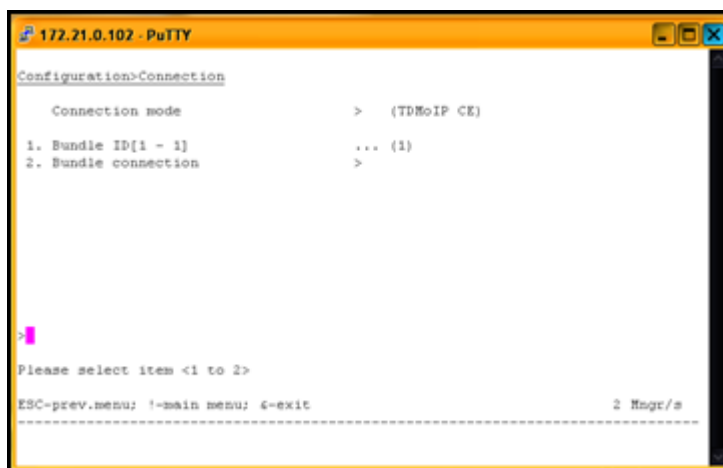 172.21.0.102 - PuTTY
Configuration>Connection
Connection mode > (TDMoIP CE)
1. Bundle ID[1 - 1] ... (1)
2. Bundle connection >
>
Please select item <1 to 2>
ESC-prev.menu; !-main menu; &-exit 2 Mngr/s
--------------------------------------------------------------------------------